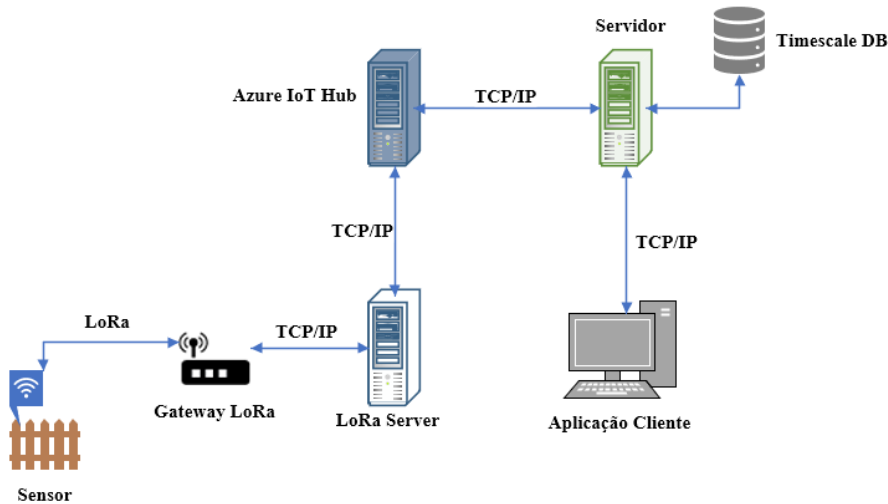 Servidor
Timescale DB
Azure IoT Hub
TCP/IP
TCP/IP
TCP/IP
LoRa
TCP/IP
Gateway LoRa
LoRa Server
Aplicação Cliente
Sensor